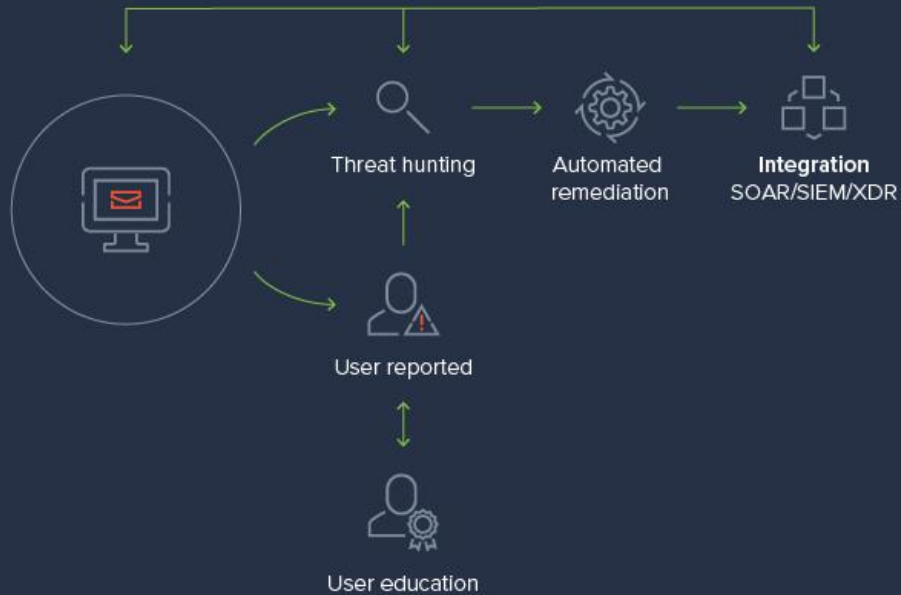 Threat hunting
Automated
remediation
Integration
SOAR/SIEM/XDR
User reported
User education